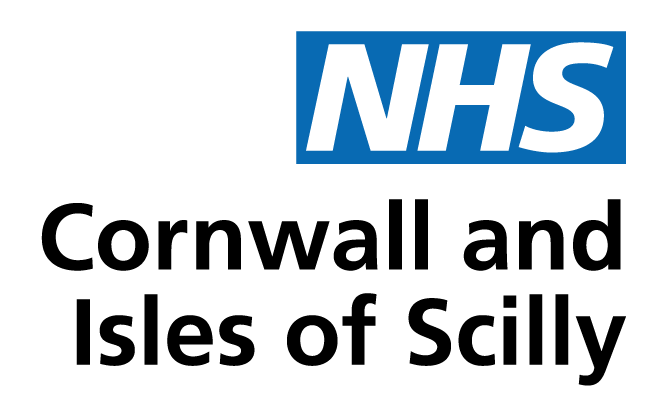 NHS
Cornwall and
Isles of Scilly